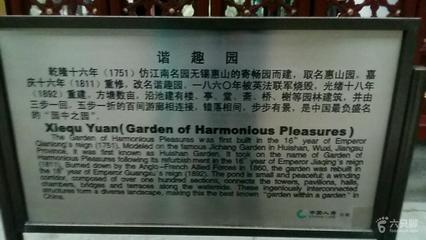 谐趣园
乾隆十六年(1751)仿江南名园无锡惠山的寄畅园而建，取名惠山园。嘉
庆十六年(1811)重修，改名谐趣园。一八六〇年被英法联军烧毁，光绪十八年
(1892)重建。方塘数亩，沿池建有楼、亭、堂、斋、桥、榭等园林建筑，并由
三步一回、五步一折的百间游廊相连接，错落相间，步步有景，是中国最负盛名
的“园中之园”。
Xiequ Yuan(Garden of Harmonious Pleasures)
The Garden of Harmonious Pleasures was first built in the 16th year of Emperor
Qianlong's reign (1751). Modeled on the famous Jichang Garden in Huishan, Wuxi, Jiangsu
it was first known as Huishan Garden. It took on the name of Garden of
Harmonious Pleasures following its refurbishment in the 16th year of Emperor Jiaqing's reign
(1811). Burned down by the Anglo-French Allied Forces in 1860, the garden was rebuilt in
the 18th year of Emperor Guangxu's reign (1892). The pond is small and peaceful; a winding
corridor, composed of over one hundred sections, connects the towers, pavilions, halls,
chambers, bridges and terraces along the waterside. These ingeniously interconnected
structures form a diverse landscape, making this the best known "garden within a garden" in
China.
中国人寿
六只脚